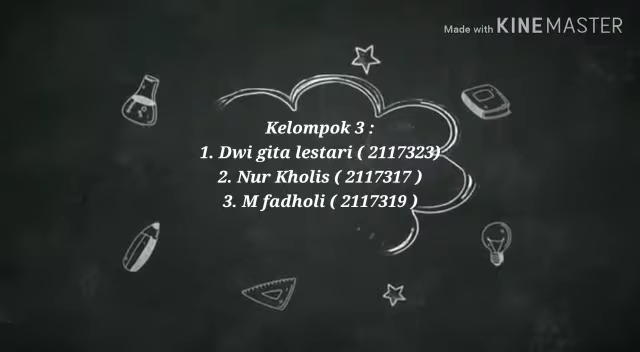 Made with KINEMASTER
Kelompok 3 :
1. Dwi gita lestari ( 2117323)
2. Nur Kholis ( 2117317 )
3. M fadholi ( 2117319 )